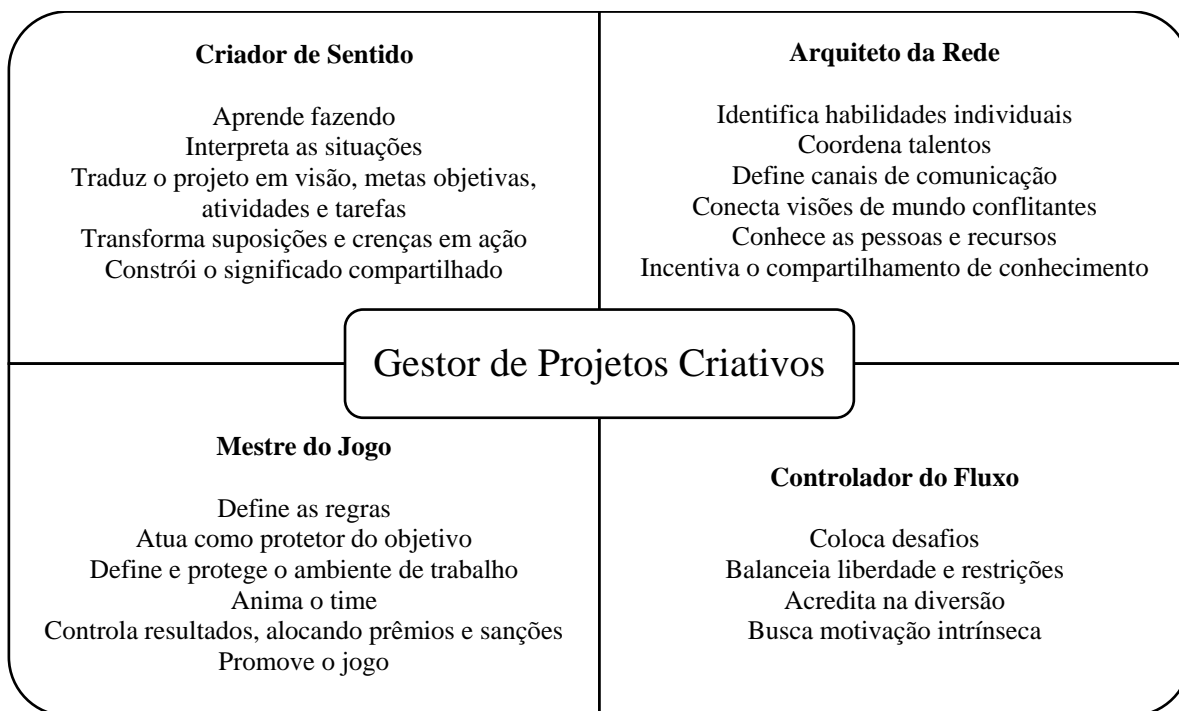 Criador de Sentido
Aprende fazendo
Interpreta as situações
Traduz o projeto em visão, metas objetivas,
atividades e tarefas
Transforma suposições e crenças em ação
Constrói o significado compartilhado
Arquiteto da Rede
Identifica habilidades individuais
Coordena talentos
Define canais de comunicação
Conecta visões de mundo conflitantes
Conhece as pessoas e recursos
Incentiva o compartilhamento de conhecimento
Gestor de Projetos Criativos
Mestre do Jogo
Define as regras
Atua como protetor do objetivo
Define e protege o ambiente de trabalho
Anima o time
Controla resultados, alocando prêmios e sanções
Promove o jogo
Controlador do Fluxo
Coloca desafios
Balanceia liberdade e restrições
Acredita na diversão
Busca motivação intrínseca